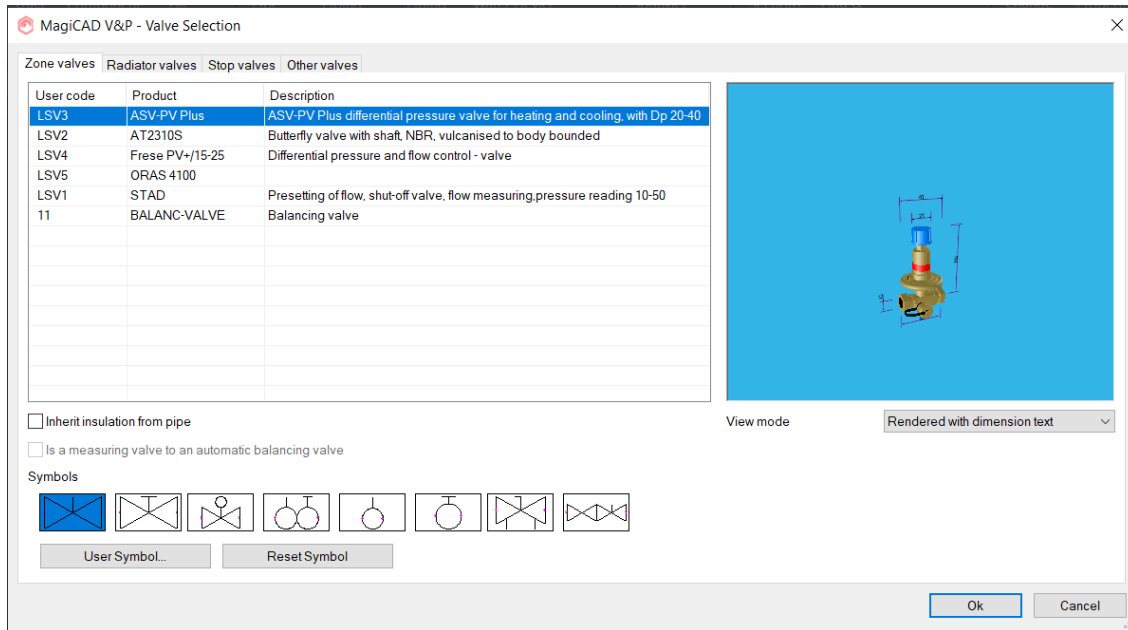 MagiCAD V&P - Valve Selection
Zone valves Radiator valves Stop valves Other valves
User code Product Description
LSV3 ASV-PV Plus ASV-PV Plus differential pressure valve for heating and cooling, with Dp 20-40
LSV2 AT2310S Butterfly valve with shaft, NBR, vulcanised to body bounded
LSV4 Frese PV+/15-25 Differential pressure and flow control - valve
LSV5 ORAS 4100
LSV1 STAD Presetting of flow, shut-off valve, flow measuring,pressure reading 10-50
11 BALANC-VALVE Balancing valve
Inherit insulation from pipe
View mode Rendered with dimension text
Is a measuring valve to an automatic balancing valve
Symbols
User Symbol... Reset Symbol
Ok Cancel